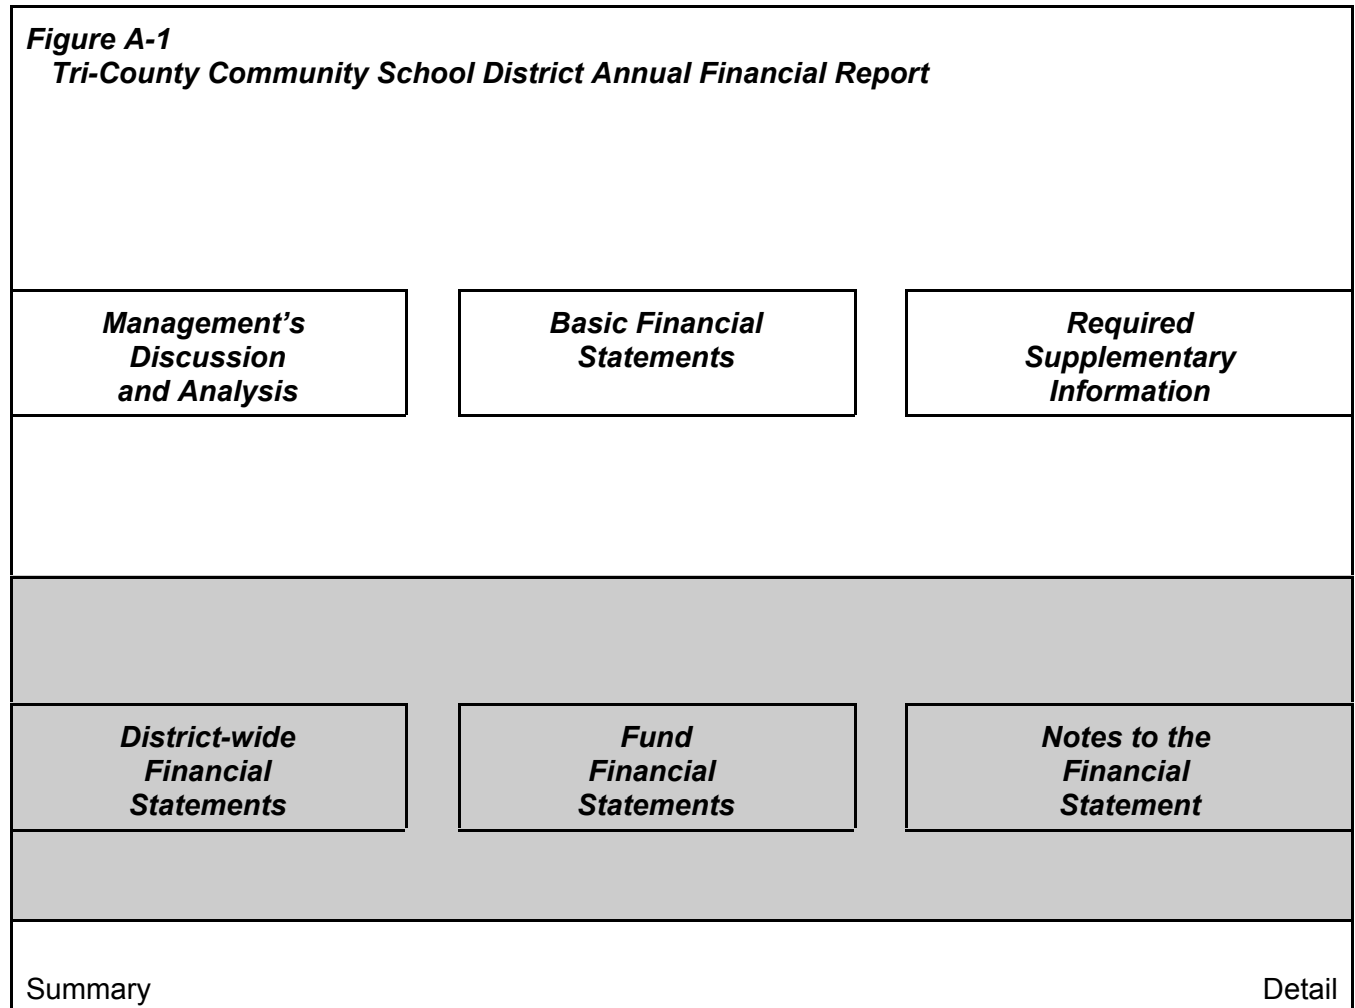 Figure A-1
Tri-County Community School District Annual Financial Report
Management’s
Discussion
and Analysis
Basic Financial
Statements
Required
Supplementary
Information
District-wide
Financial
Statements
Fund
Financial
Statements
Notes to the
Financial
Statement
Summary
Detail